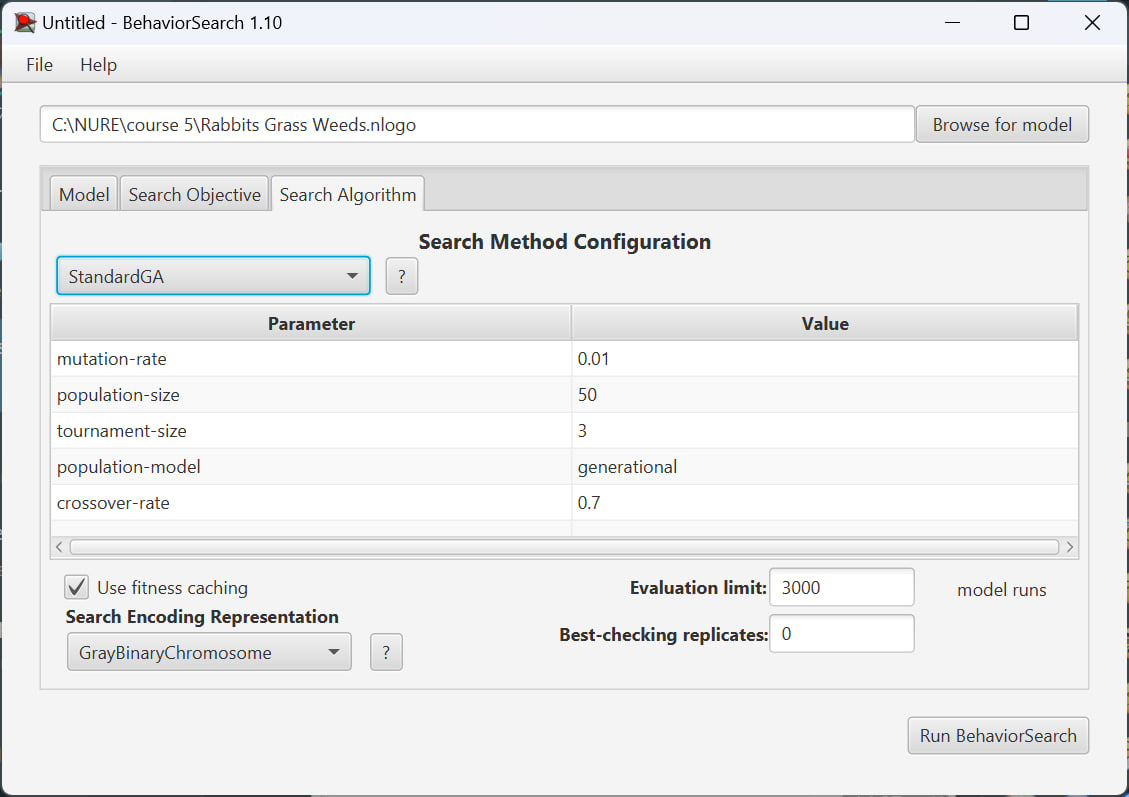 Untitled - BehaviorSearch 1.10
File Help
C:\NURE\course 5\Rabbits Grass Weeds.nlogo Browse for model
Model Search Objective Search Algorithm
Search Method Configuration
StandardGA ?
Parameter Value
mutation-rate 0.01
population-size 50
tournament-size 3
population-model generational
crossover-rate 0.7
Use fitness caching Evaluation limit: 3000 model runs
Search Encoding Representation
Best-checking replicates: 0
GrayBinaryChromosome ?
Run BehaviorSearch